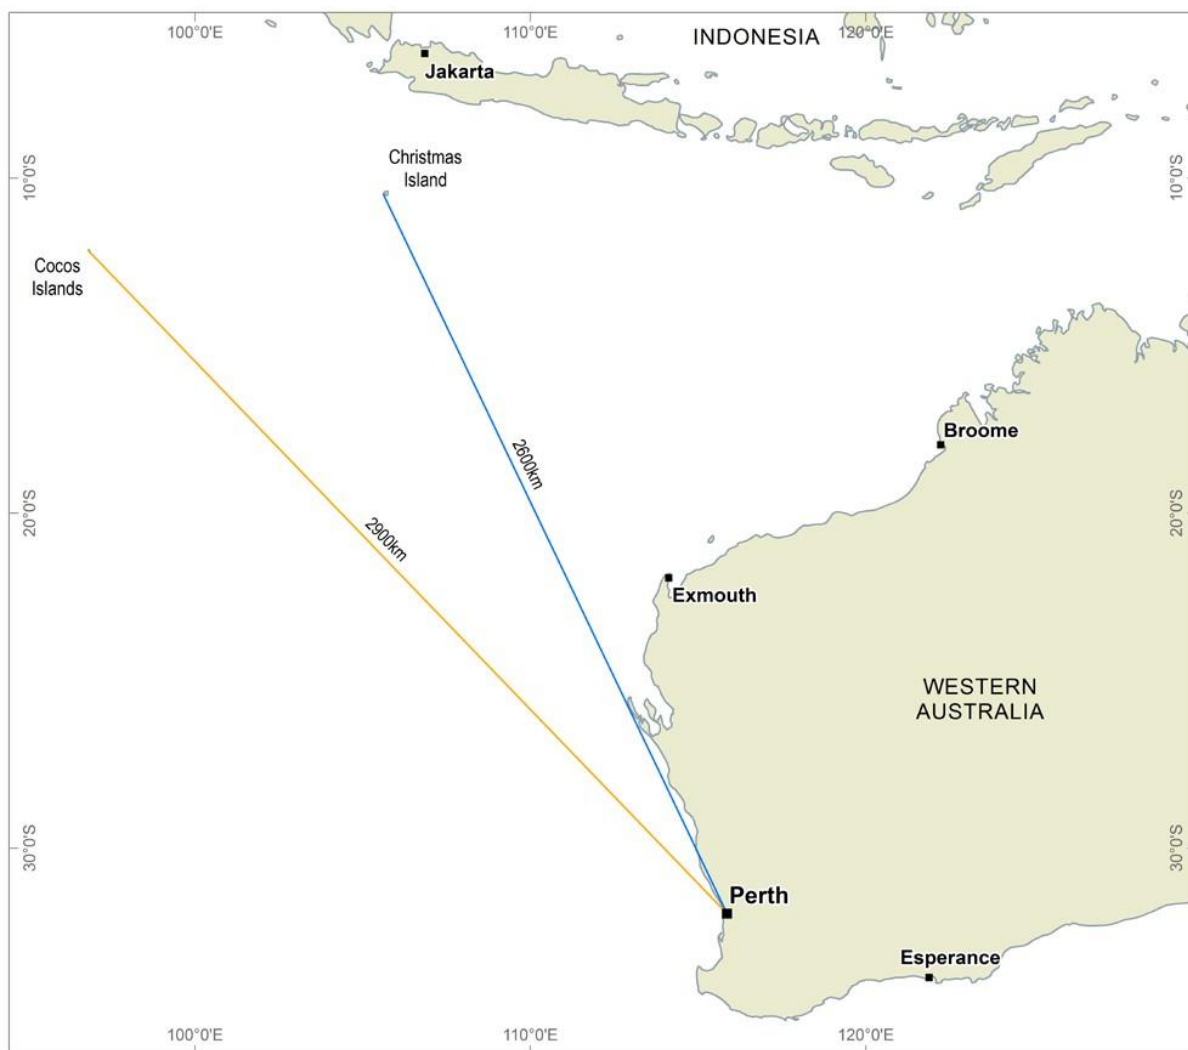 100°0'E
110°0'E
120°0'E
INDONESIA
Jakarta
Christmas
Island
10°0'S
10°0'S
Cocos
Islands
Broome
2600km
20°0'S
20°0'S
2900km
Exmouth
WESTERN
AUSTRALIA
30°0'S
30°0'S
Perth
Esperance
100°0'E
110°0'E
120°0'E